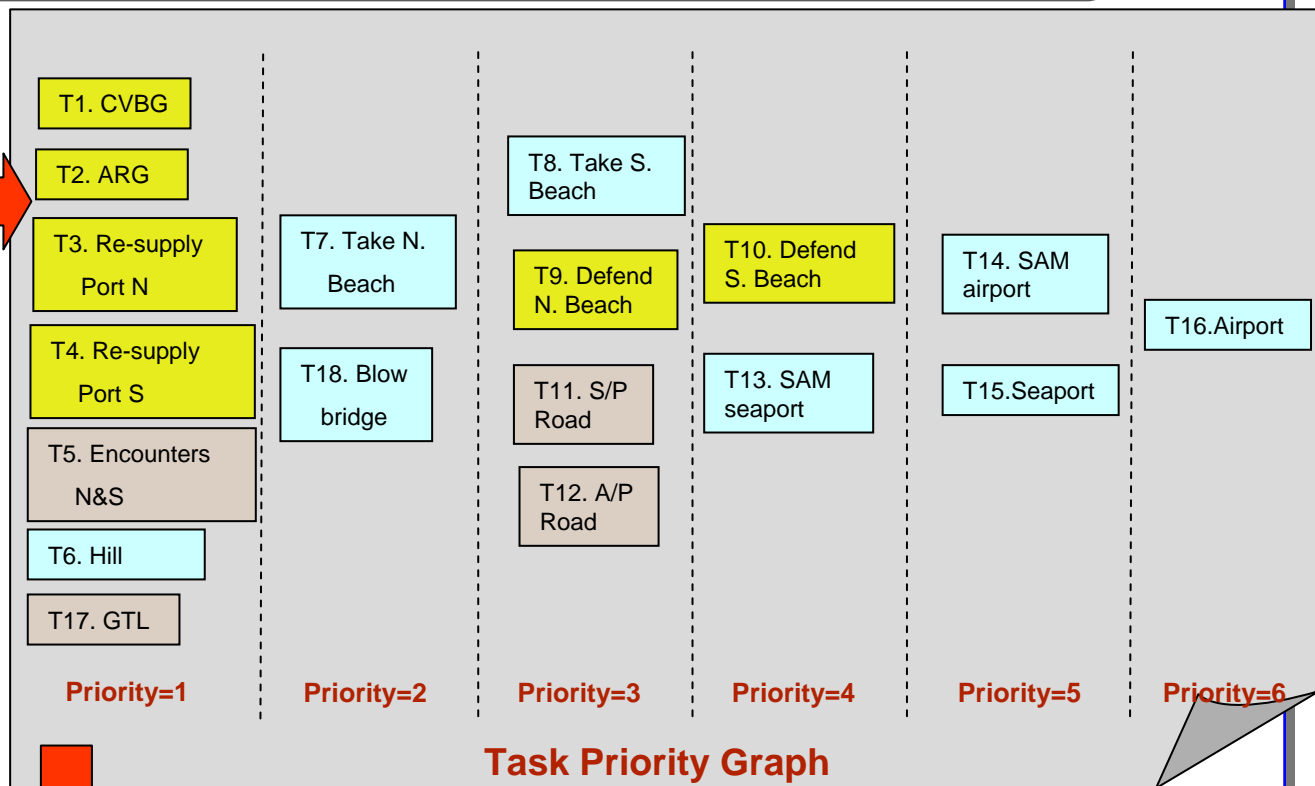 T1. CVBG
T2. ARG
T3. Re-supply
Port N
T4. Re-supply
Port S
T5. Encounters
N&S
T6. Hill
T17. GTL
Priority=1
T7. Take N.
Beach
T18. Blow
bridge
Priority=2
T8. Take S.
Beach
T9. Defend
N. Beach
T11. S/P
Road
T12. A/P
Road
Priority=3
T10. Defend
S. Beach
T13. SAM
seaport
Priority=4
T14. SAM
airport
T15.Seaport
Priority=5
T16.Airport
Priority=6
Task Priority Graph